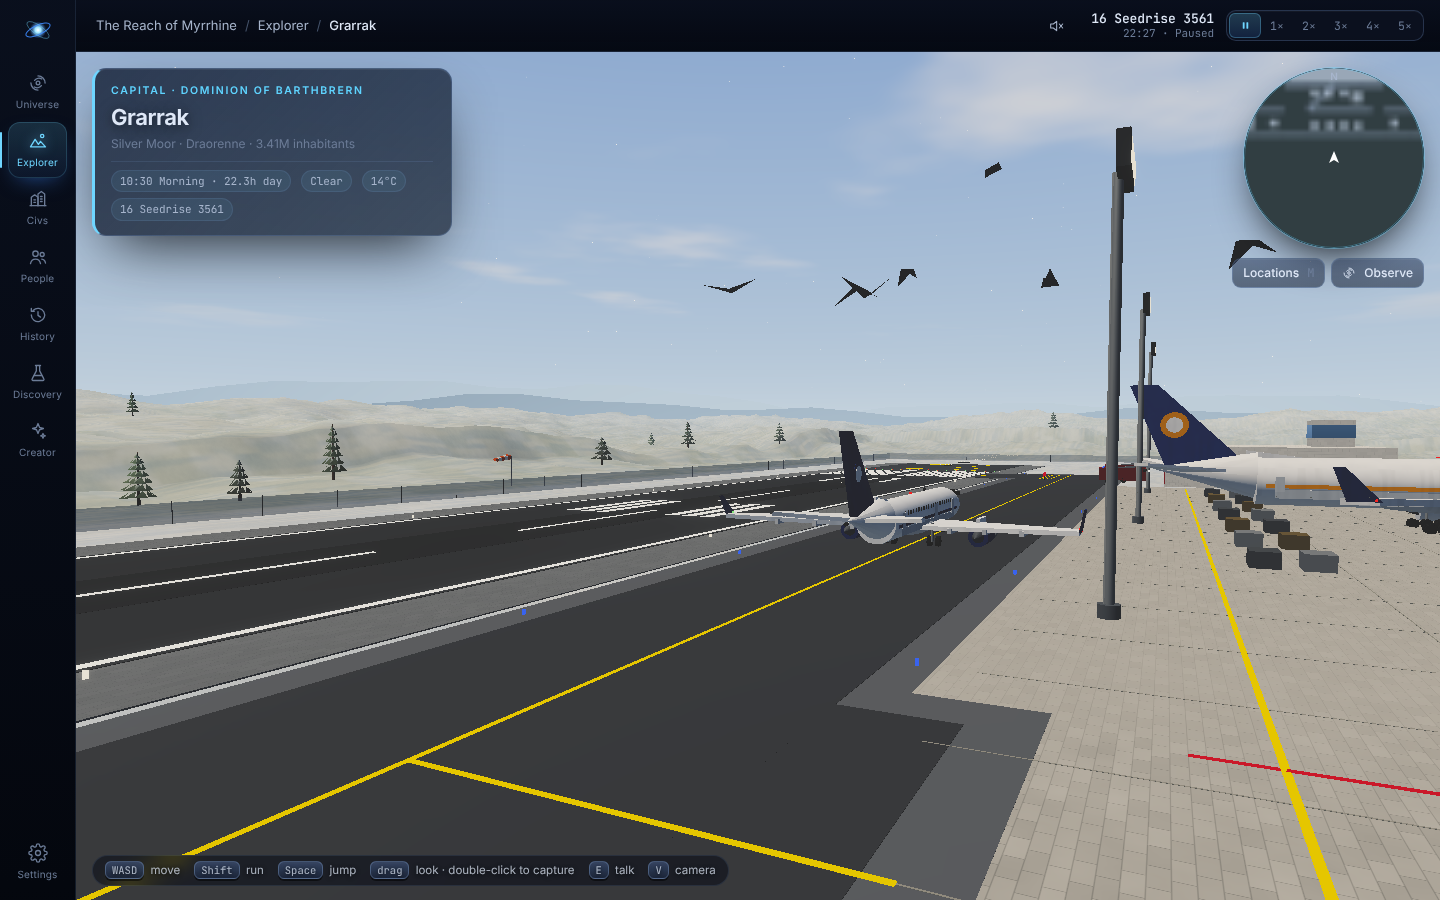 The Reach of Myrrhine / Explorer / Grarrak
16 Seedrise 3561
22:27 · Paused
1× 2× 3× 4× 5×
Universe
Explorer
Civs
People
History
Discovery
Creator
Settings
CAPITAL · DOMINION OF BARTHBRERN
Grarrak
Silver Moor · Draorenne · 3.41M inhabitants
10:30 Morning · 22.3h day
Clear
14°C
16 Seedrise 3561
N
Locations M
Observe
WASD move Shift run Space jump drag look · double-click to capture E talk V camera